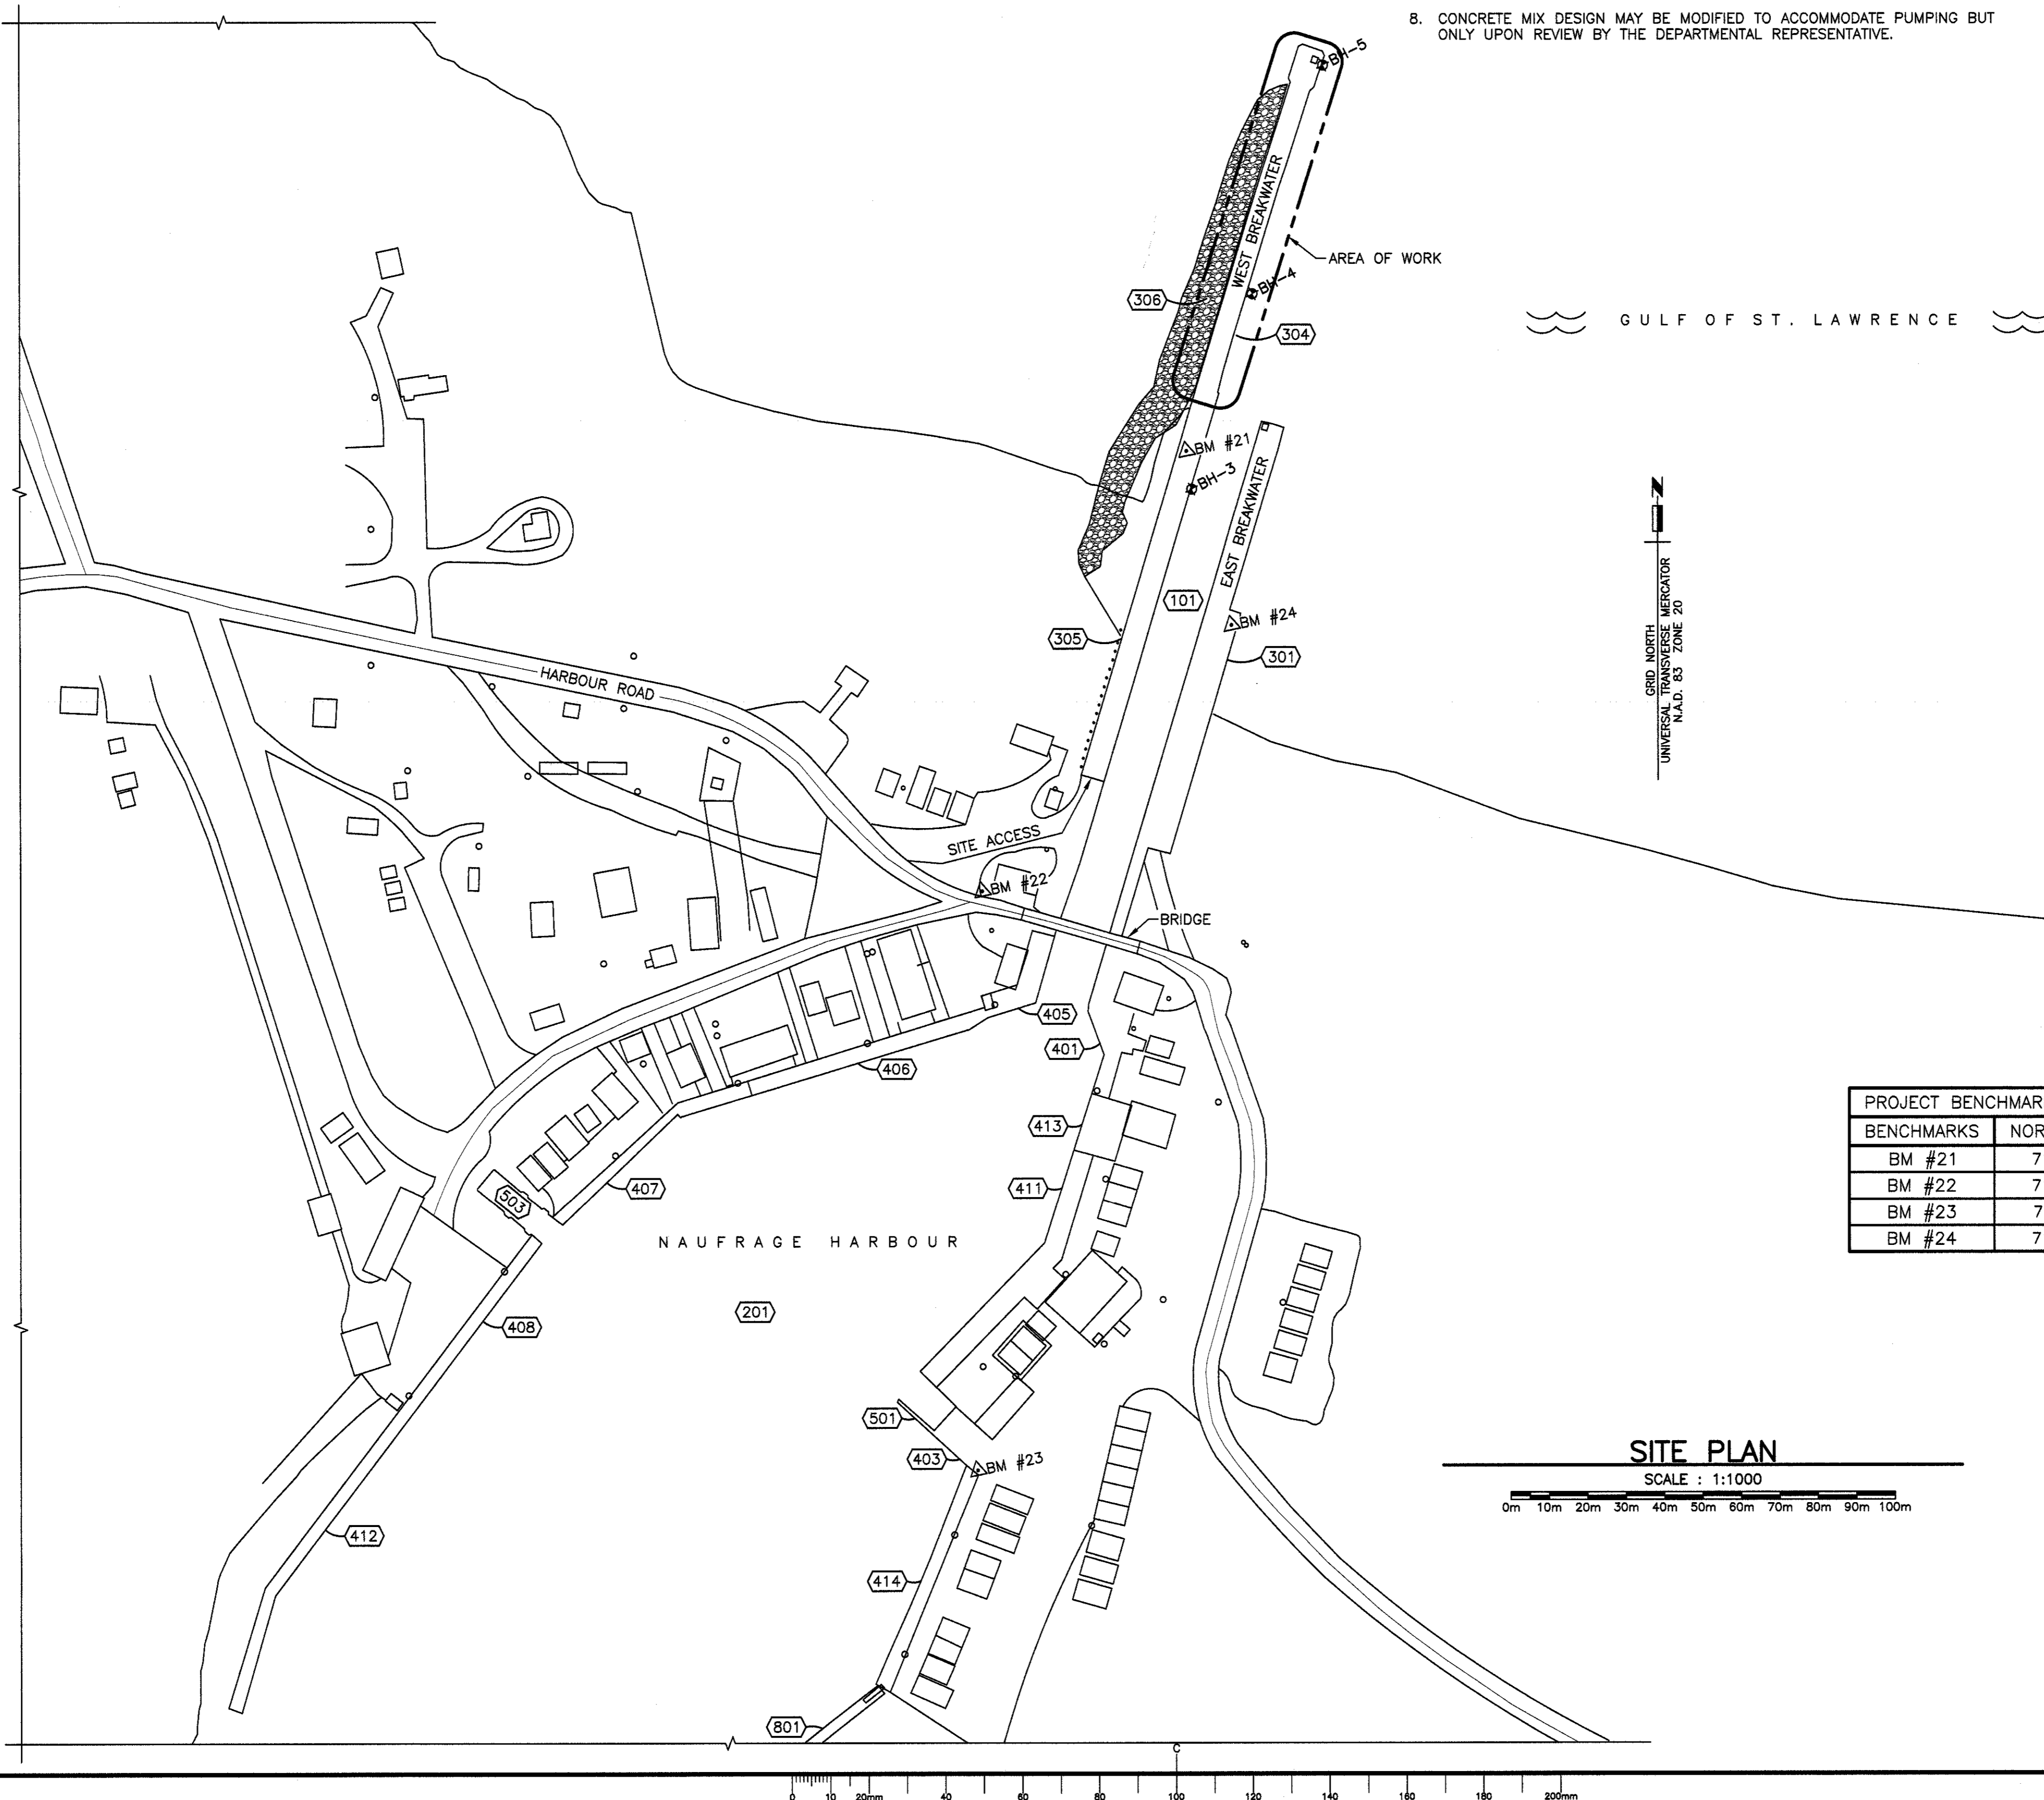 8. CONCRETE MIX DESIGN MAY BE MODIFIED TO ACCOMMODATE PUMPING BUT
ONLY UPON REVIEW BY THE DEPARTMENTAL REPRESENTATIVE.
BH-5
WEST BREAKWATER
AREA OF WORK
BH-4
306
304
GULF OF ST. LAWRENCE
BM #21
BH-3
EAST BREAKWATER
101
BM #24
305
301
GRID NORTH
UNIVERSAL TRANSVERSE MERCATOR
N.A.D. 83 ZONE 20
HARBOUR ROAD
SITE ACCESS
BM #22
BRIDGE
405
401
406
413
407
411
503
NAUFRAGE HARBOUR
201
408
PROJECT BENCHMAR
BENCHMARKS NOR
BM #21 7
BM #22 7
BM #23 7
BM #24 7
501
403
BM #23
412
414
801
SITE PLAN
SCALE : 1:1000
0m 10m 20m 30m 40m 50m 60m 70m 80m 90m 100m
C
0 10 20mm 40 60 80 100 120 140 160 180 200mm